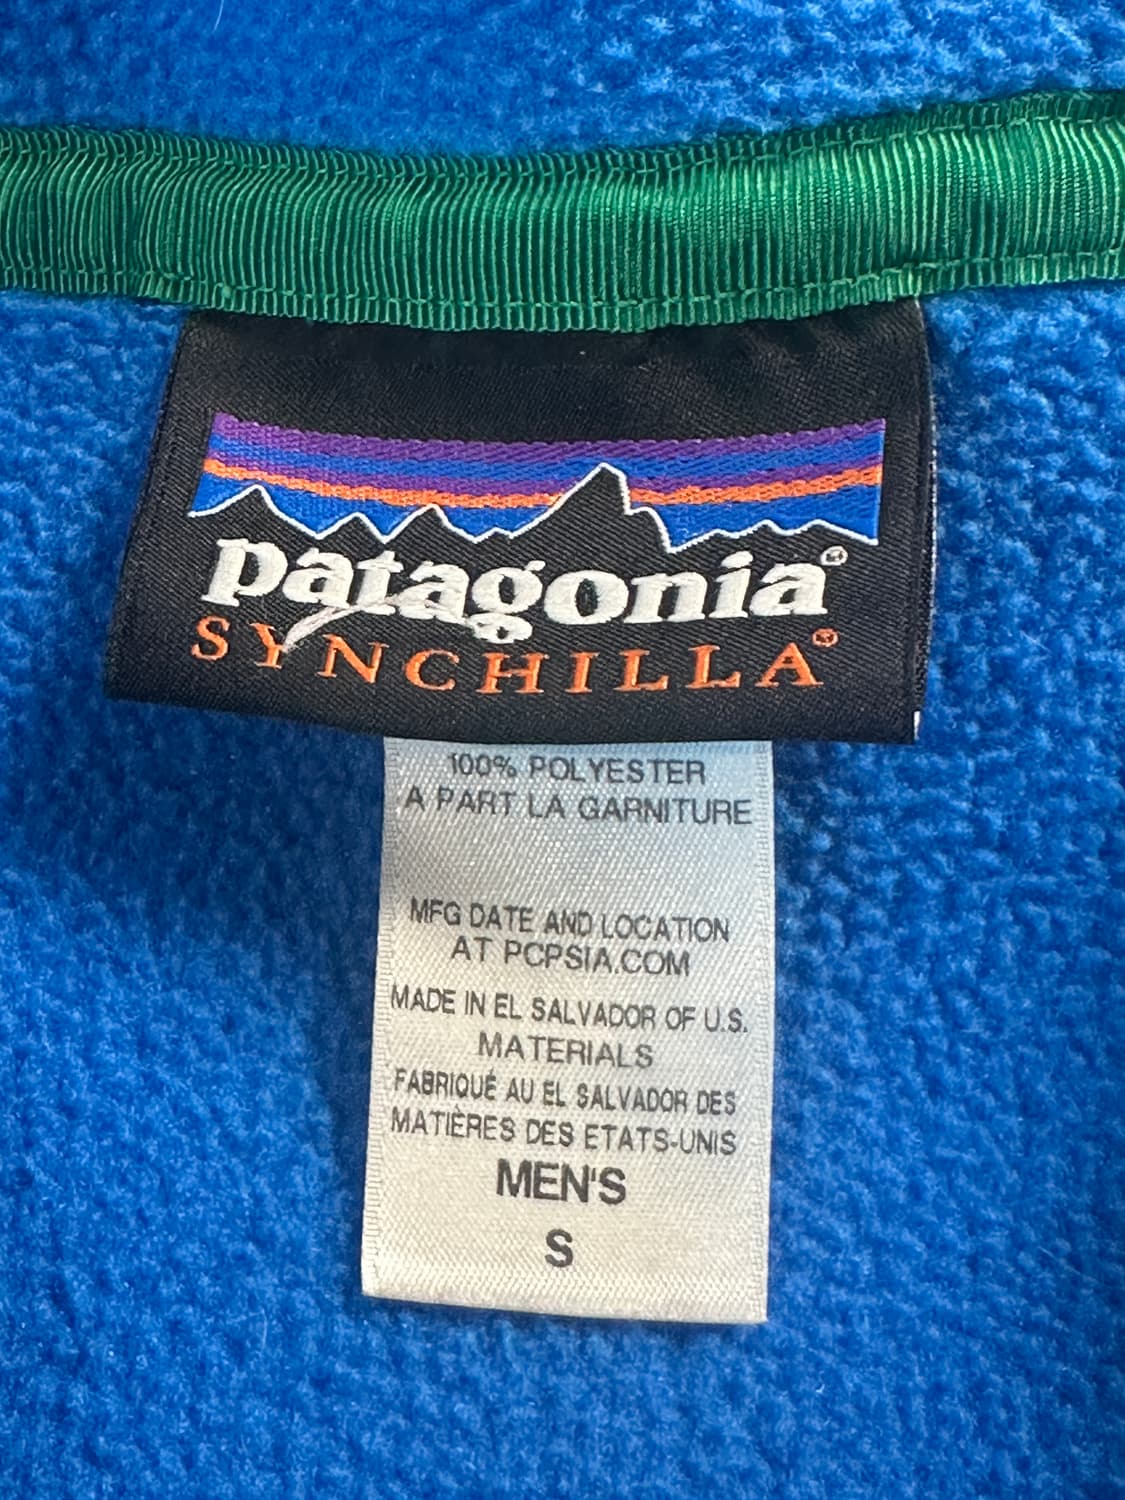 patagonia®
SYNCHILLA®
100% POLYESTER
A PART LA GARNITURE
MFG DATE AND LOCATION
AT PCPSIA.COM
MADE IN EL SALVADOR OF U.S.
MATERIALS
FABRIQUÉ AU EL SALVADOR DES
MATIÈRES DES ETATS-UNIS
MEN'S
S